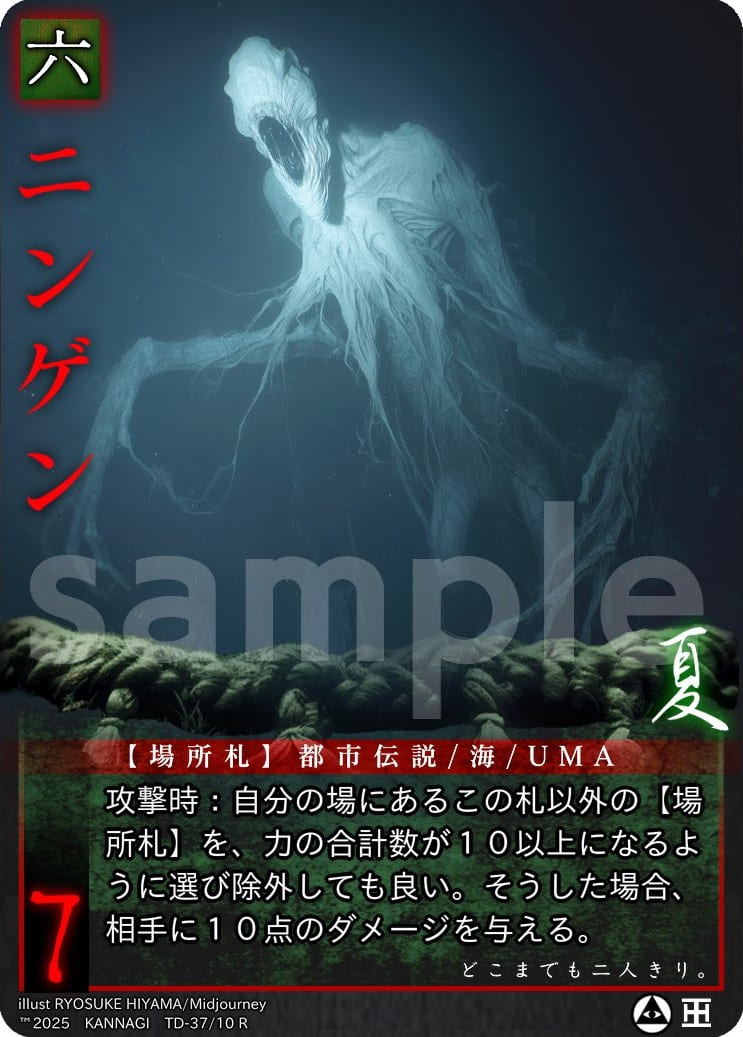 六
ニンゲン
sample
夏
【場所札】都市伝説/海/UMA
攻撃時：自分の場にあるこの札以外の【場
所札】を、力の合計数が１０以上になるよ
うに選び除外しても良い。そうした場合、
相手に１０点のダメージを与える。
どこまでも二人きり。
7
illust RYOSUKE HIYAMA/Midjourney
™2025 KANNAGI TD-37/10 R